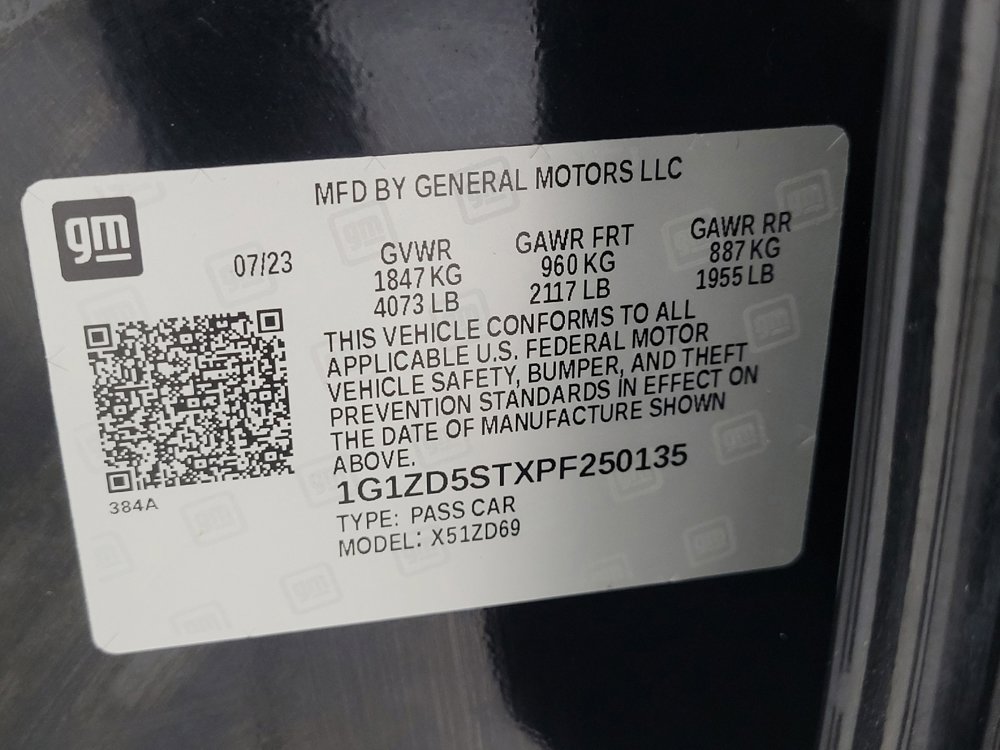 gm
MFD BY GENERAL MOTORS LLC
07/23
GVWR
1847 KG
4073 LB
GAWR FRT
960 KG
2117 LB
GAWR RR
887 KG
1955 LB
THIS VEHICLE CONFORMS TO ALL
APPLICABLE U.S. FEDERAL MOTOR
VEHICLE SAFETY, BUMPER, AND THEFT
PREVENTION STANDARDS IN EFFECT ON
THE DATE OF MANUFACTURE SHOWN
ABOVE.
1G1ZD5STXPF250135
TYPE: PASS CAR
MODEL: X51ZD69
384A